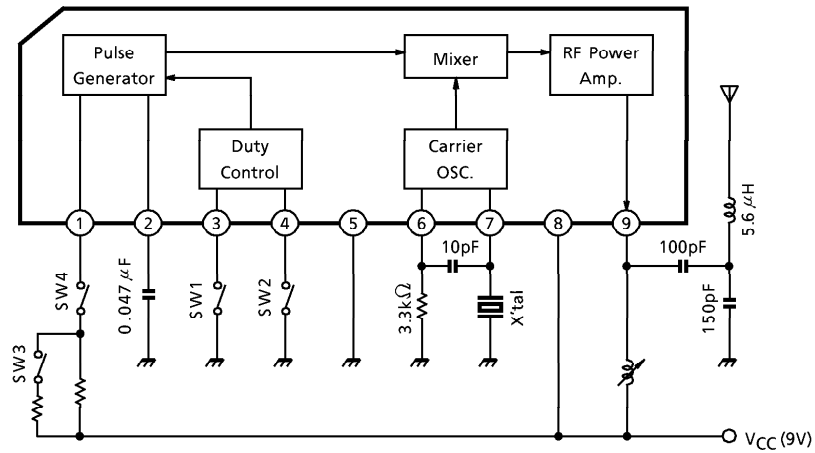 Pulse
Generator
Mixer
RF Power
Amp.
Duty
Control
Carrier
OSC.
1
2
3
4
5
6
7
8
9
SW4
0.047 μF
SW1
SW2
10pF
3.3kΩ
X'tal
100pF
5.6 μH
150pF
SW3
VCC (9V)